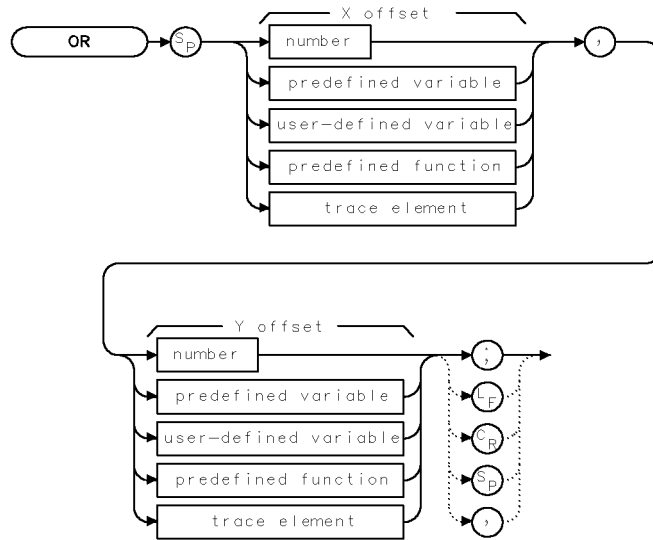 X offset
OR SP number ,
predefined variable
user-defined variable
predefined function
trace element
Y offset
number ;
predefined variable LF
user-defined variable CR
predefined function SP
trace element ,